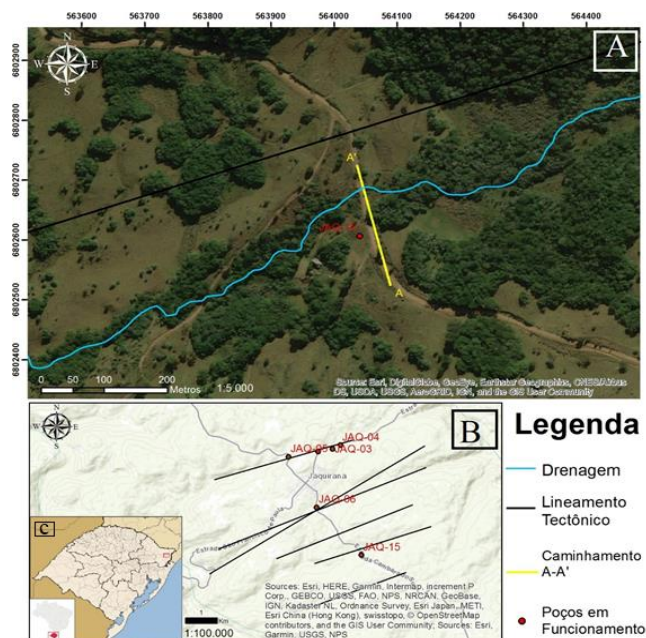 563600 563700 563800 563900 564000 564100 564200 564300 564400
6802900
6802800
6802700
6802600
6802500
6802400
N
W E
S
A
A'
A
0 50 100 200
Metros
1:5 000
Source: Esri, DigitalGlobe, GeoEye, Earthstar Geographics, CNES/Airbus
DS, USDA, USGS, AeroGRID, IGN, and the GIS User Community
N
W E
S
B
JAQ-04
JAQ-05
JAQ-03
Jaquirana
JAQ-06
JAQ-15
C
1
Km
1:100.000
Sources: Esri, HERE, Garmin, Intermap, increment P
Corp., GEBCO, USGS, FAO, NPS, NRCAN, GeoBase,
IGN, Kadaster NL, Ordnance Survey, Esri Japan, METI,
Esri China (Hong Kong), swisstopo, © OpenStreetMap
contributors, and the GIS User Community; Sources: Esri,
Garmin, USGS, NPS
Legenda
Drenagem
Lineamento
Tectônico
Caminhamento
A-A'
Poços em
Funcionamento